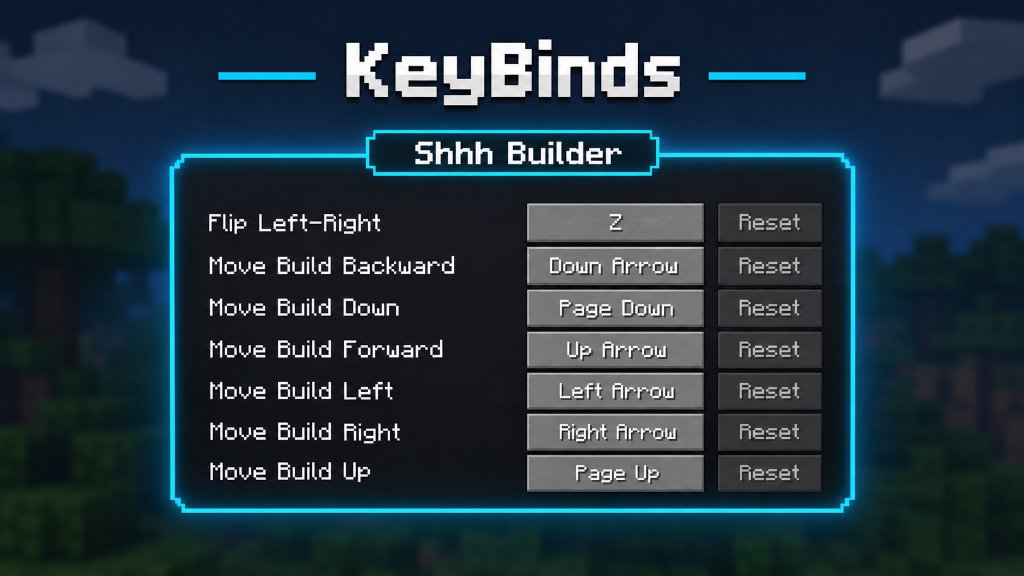 KeyBinds
Shhh Builder
Flip Left-Right Z Reset
Move Build Backward Down Arrow Reset
Move Build Down Page Down Reset
Move Build Forward Up Arrow Reset
Move Build Left Left Arrow Reset
Move Build Right Right Arrow Reset
Move Build Up Page Up Reset